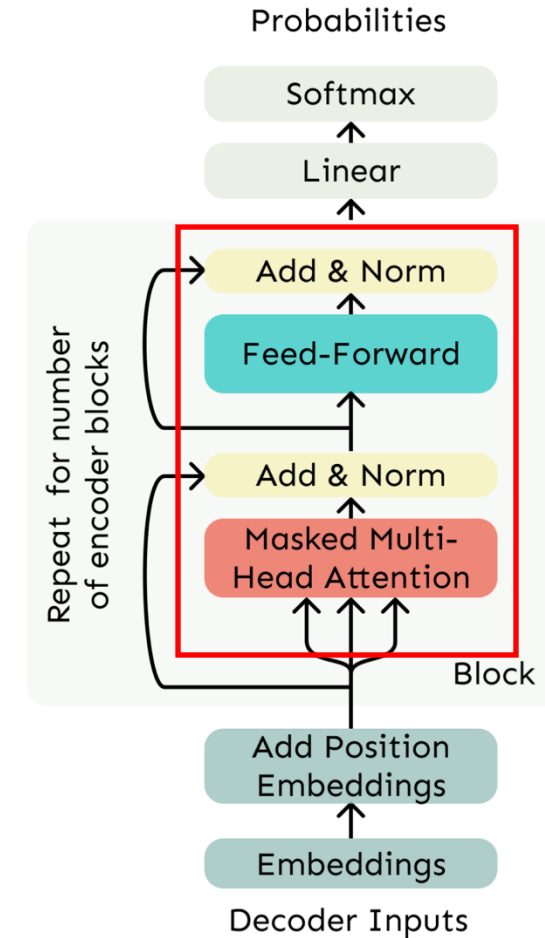 Probabilities
Softmax
Linear
Add & Norm
Feed-Forward
Repeat for number
of encoder blocks
Add & Norm
Masked Multi-
Head Attention
Block
Add Position
Embeddings
Embeddings
Decoder Inputs